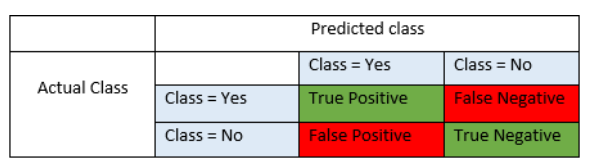 Predicted class
Class = Yes Class = No
Actual Class
Class = Yes True Positive False Negative
Class = No False Positive True Negative